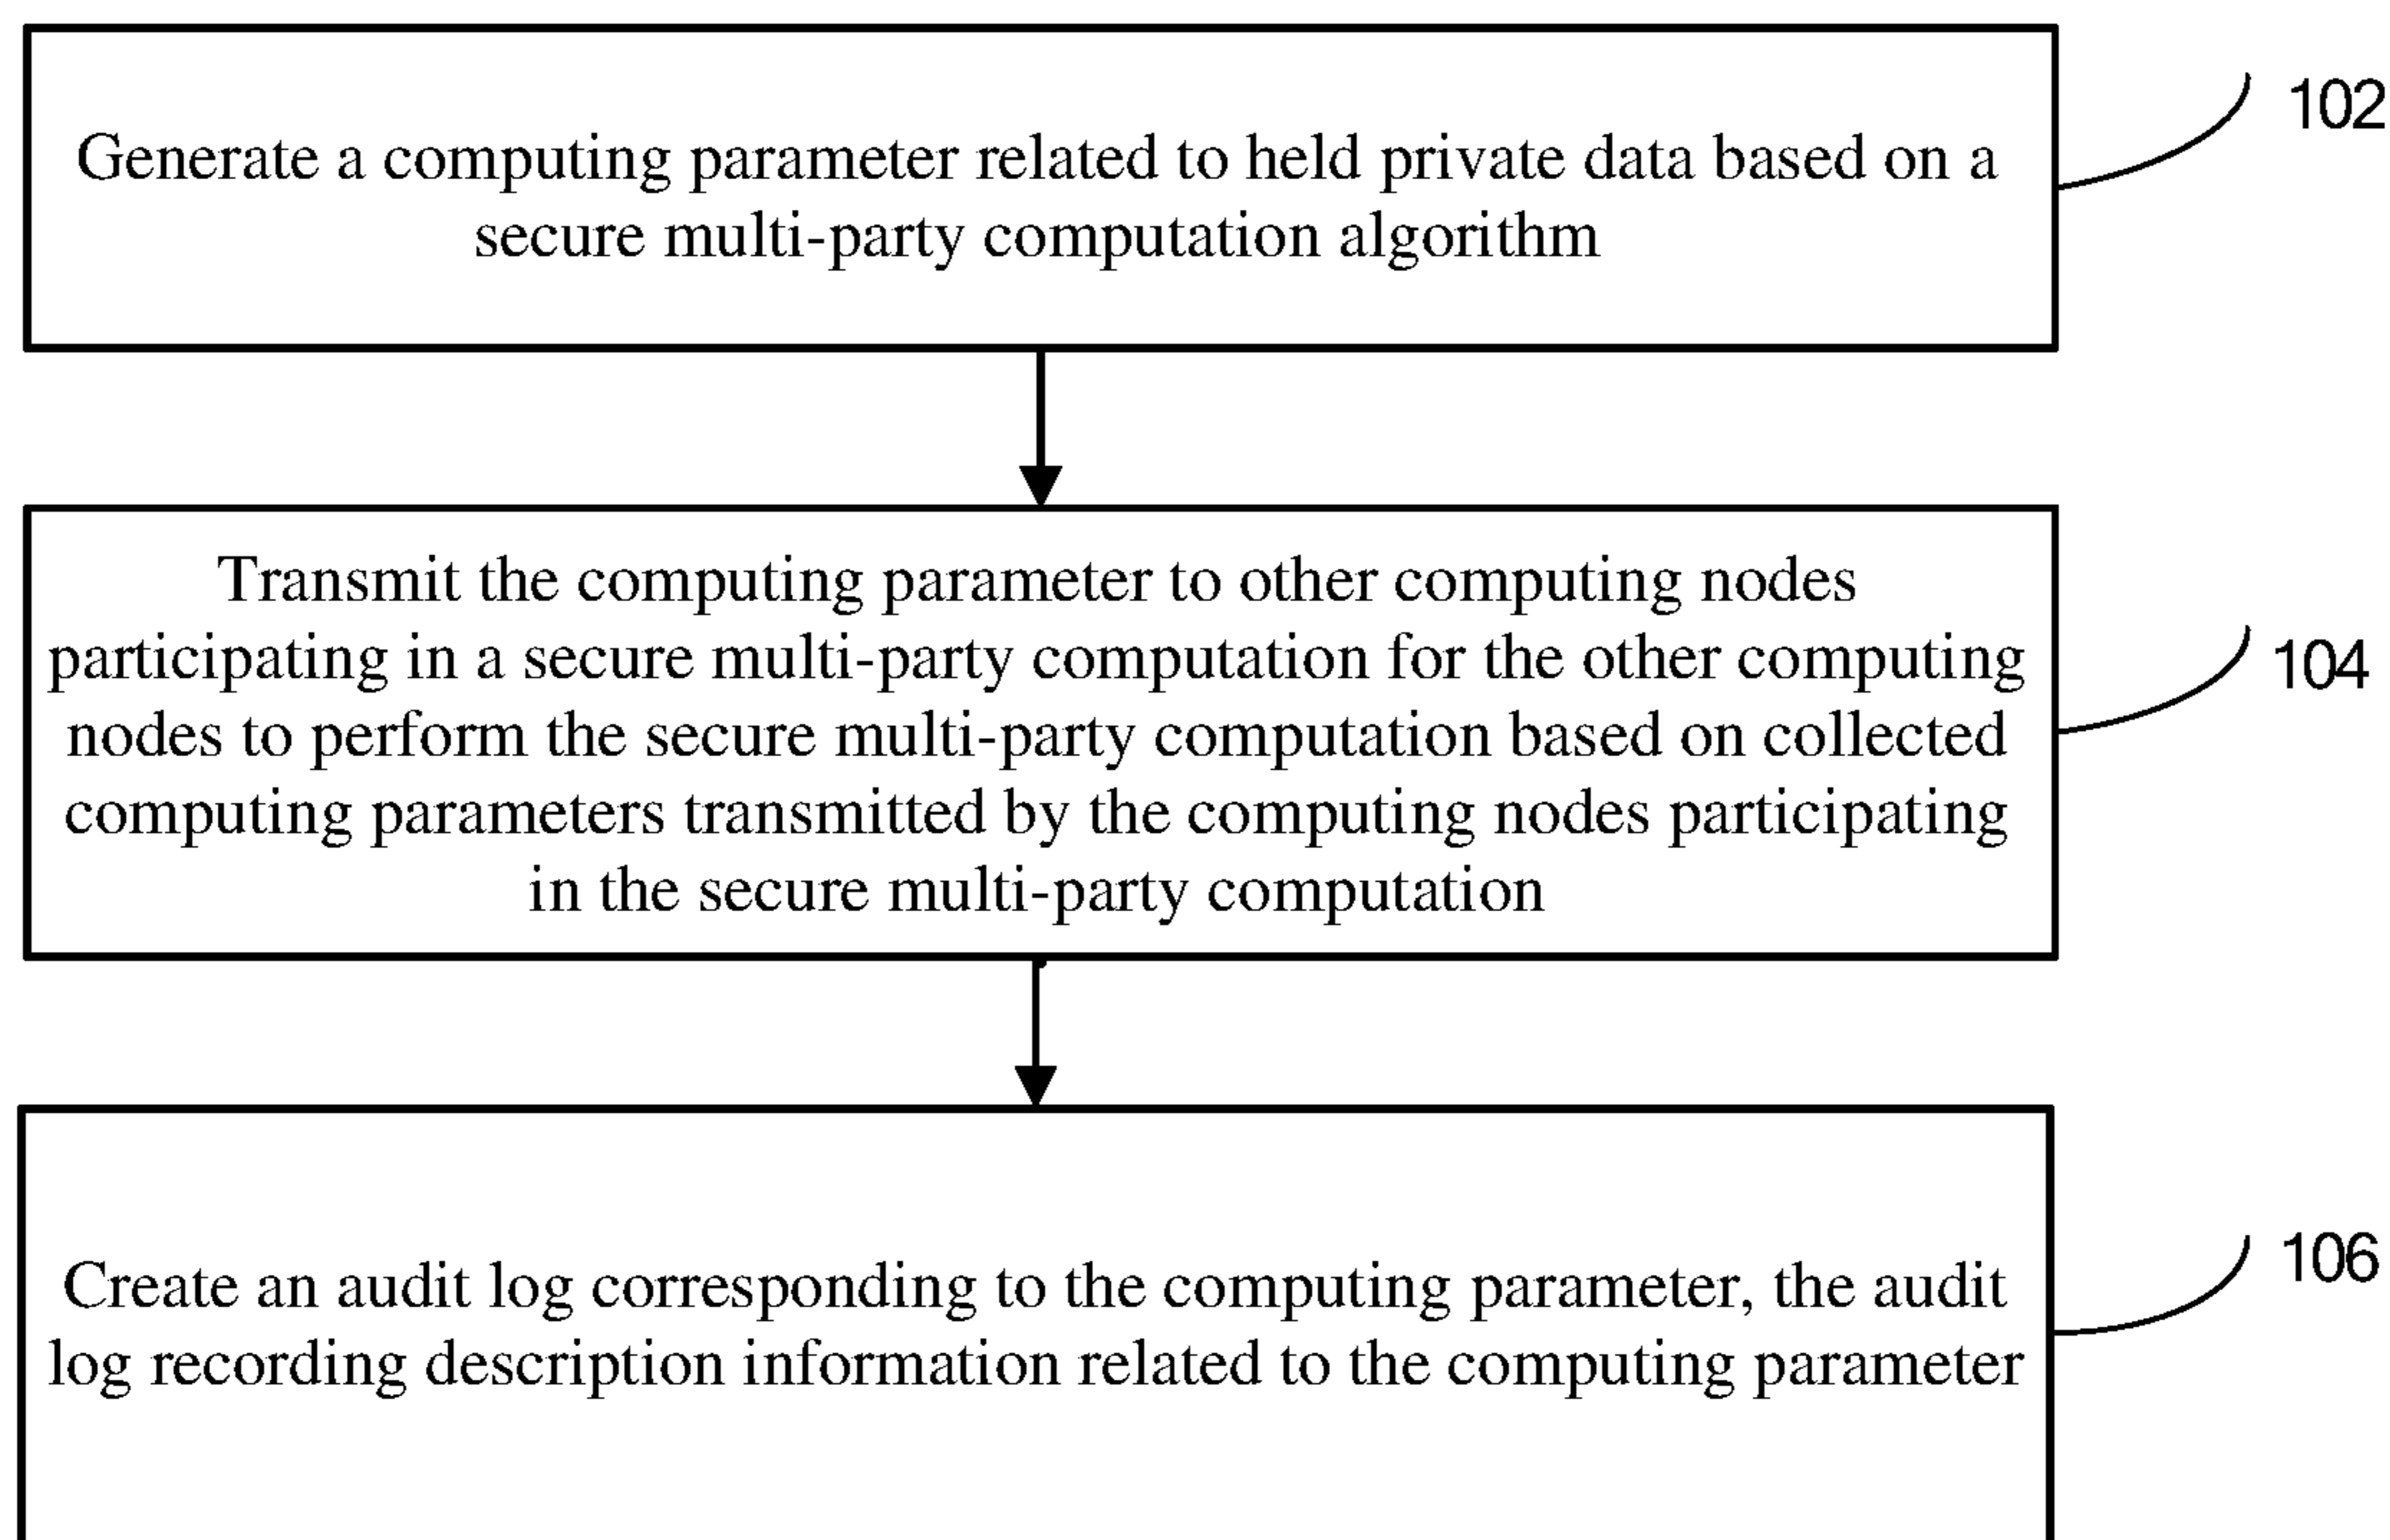 Generate a computing parameter related to held private data based on a
secure multi-party computation algorithm
102
Transmit the computing parameter to other computing nodes
participating in a secure multi-party computation for the other computing
nodes to perform the secure multi-party computation based on collected
computing parameters transmitted by the computing nodes participating
in the secure multi-party computation
104
Create an audit log corresponding to the computing parameter, the audit
log recording description information related to the computing parameter
106